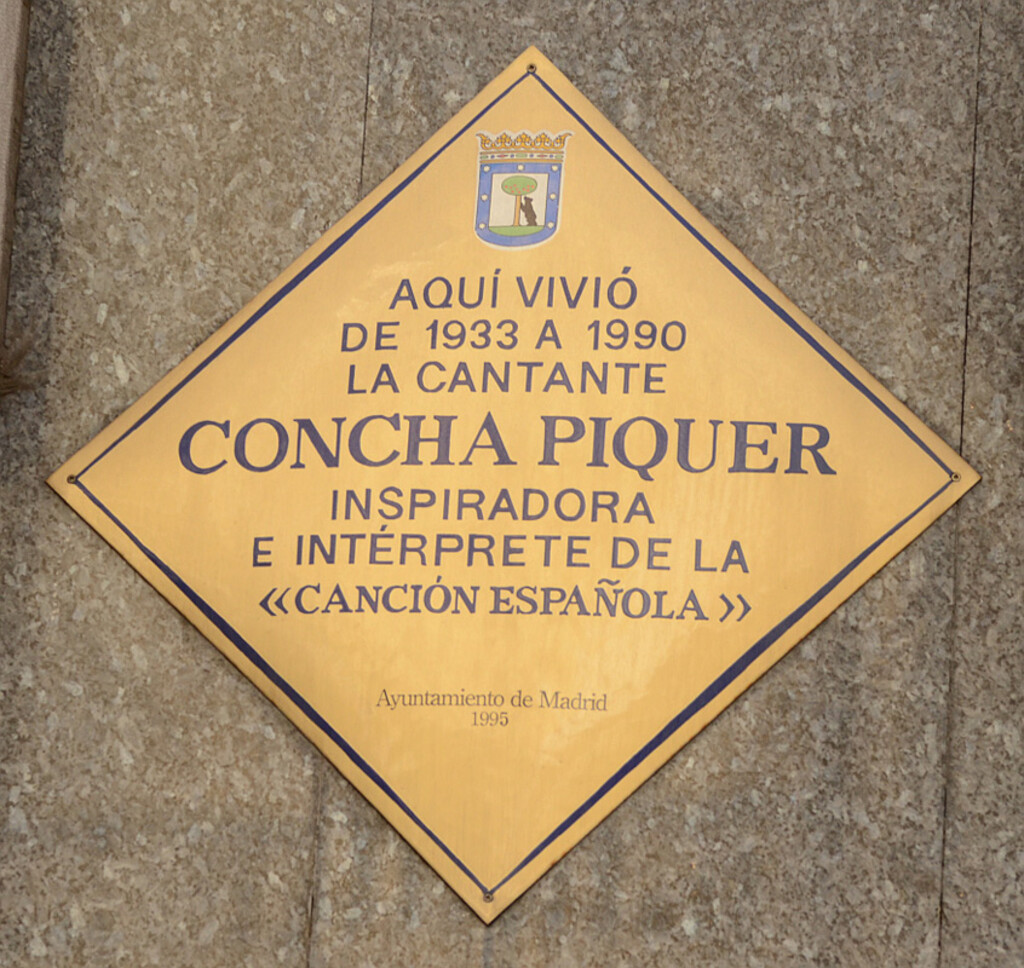 AQUÍ VIVIÓ
DE 1933 A 1990
LA CANTANTE
CONCHA PIQUER
INSPIRADORA
E INTÉRPRETE DE LA
«CANCIÓN ESPAÑOLA»
Ayuntamiento de Madrid
1995